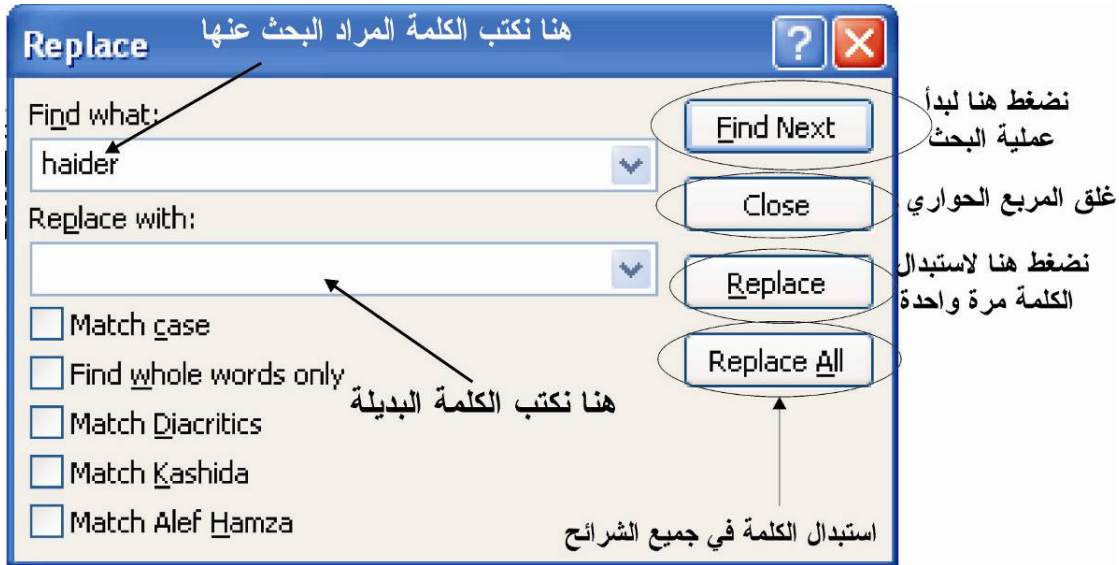 Replace
هنا نكتب الكلمة المراد البحث عنها
Find what:
haider
Find Next
نضغط هنا لبدأ
عملية البحث
Close
غلق المربع الحواري
Replace with:
Replace
نضغط هنا لاستبدال
الكلمة مرة واحدة
Match case
Find whole words only
Match Diacritics
Match Kashida
Match Alef Hamza
هنا نكتب الكلمة البديلة
Replace All
استبدال الكلمة في جميع الشرائح